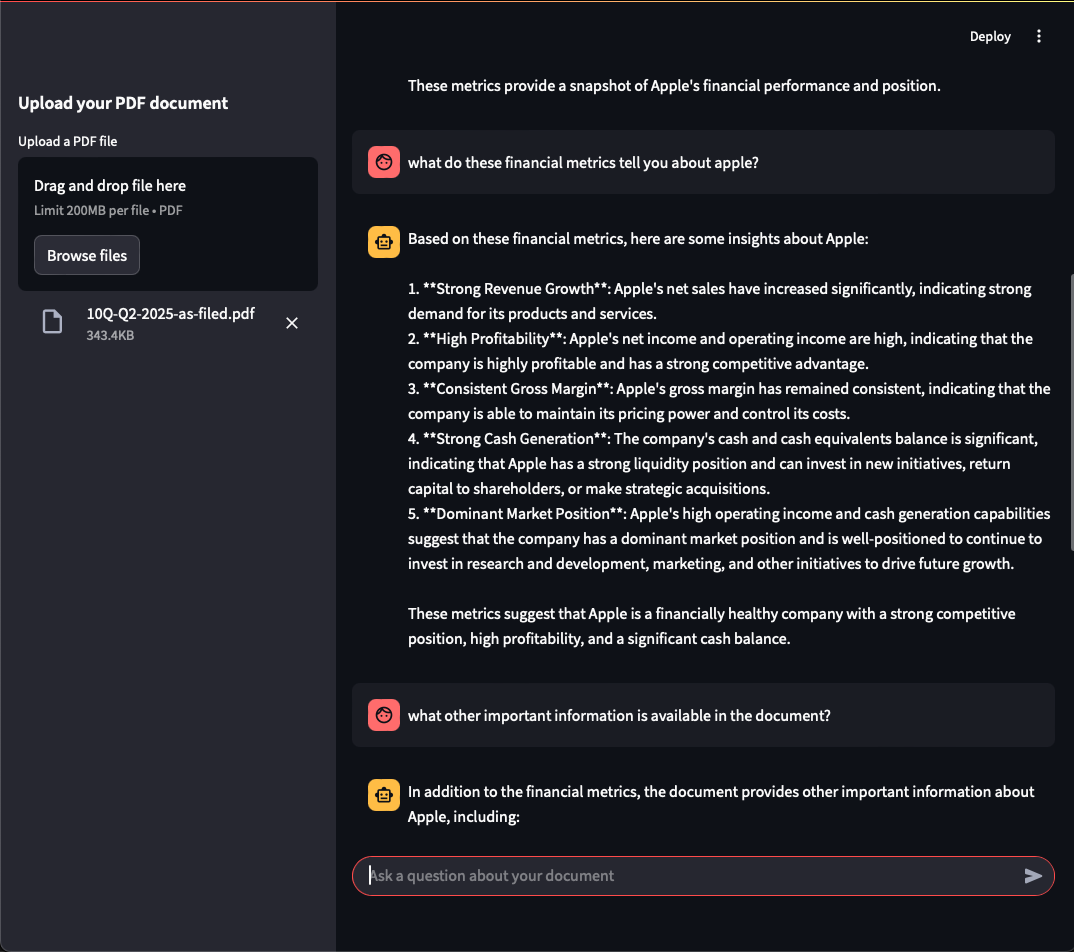 Deploy
Upload your PDF document
Upload a PDF file
Drag and drop file here
Limit 200MB per file • PDF
Browse files
10Q-Q2-2025-as-filed.pdf
343.4KB
These metrics provide a snapshot of Apple's financial performance and position.
what do these financial metrics tell you about apple?
Based on these financial metrics, here are some insights about Apple:
1. **Strong Revenue Growth**: Apple's net sales have increased significantly, indicating strong
demand for its products and services.
2. **High Profitability**: Apple's net income and operating income are high, indicating that the
company is highly profitable and has a strong competitive advantage.
3. **Consistent Gross Margin**: Apple's gross margin has remained consistent, indicating that the
company is able to maintain its pricing power and control its costs.
4. **Strong Cash Generation**: The company's cash and cash equivalents balance is significant,
indicating that Apple has a strong liquidity position and can invest in new initiatives, return
capital to shareholders, or make strategic acquisitions.
5. **Dominant Market Position**: Apple's high operating income and cash generation capabilities
suggest that the company has a dominant market position and is well-positioned to continue to
invest in research and development, marketing, and other initiatives to drive future growth.
These metrics suggest that Apple is a financially healthy company with a strong competitive
position, high profitability, and a significant cash balance.
what other important information is available in the document?
In addition to the financial metrics, the document provides other important information about
Apple, including:
Ask a question about your document